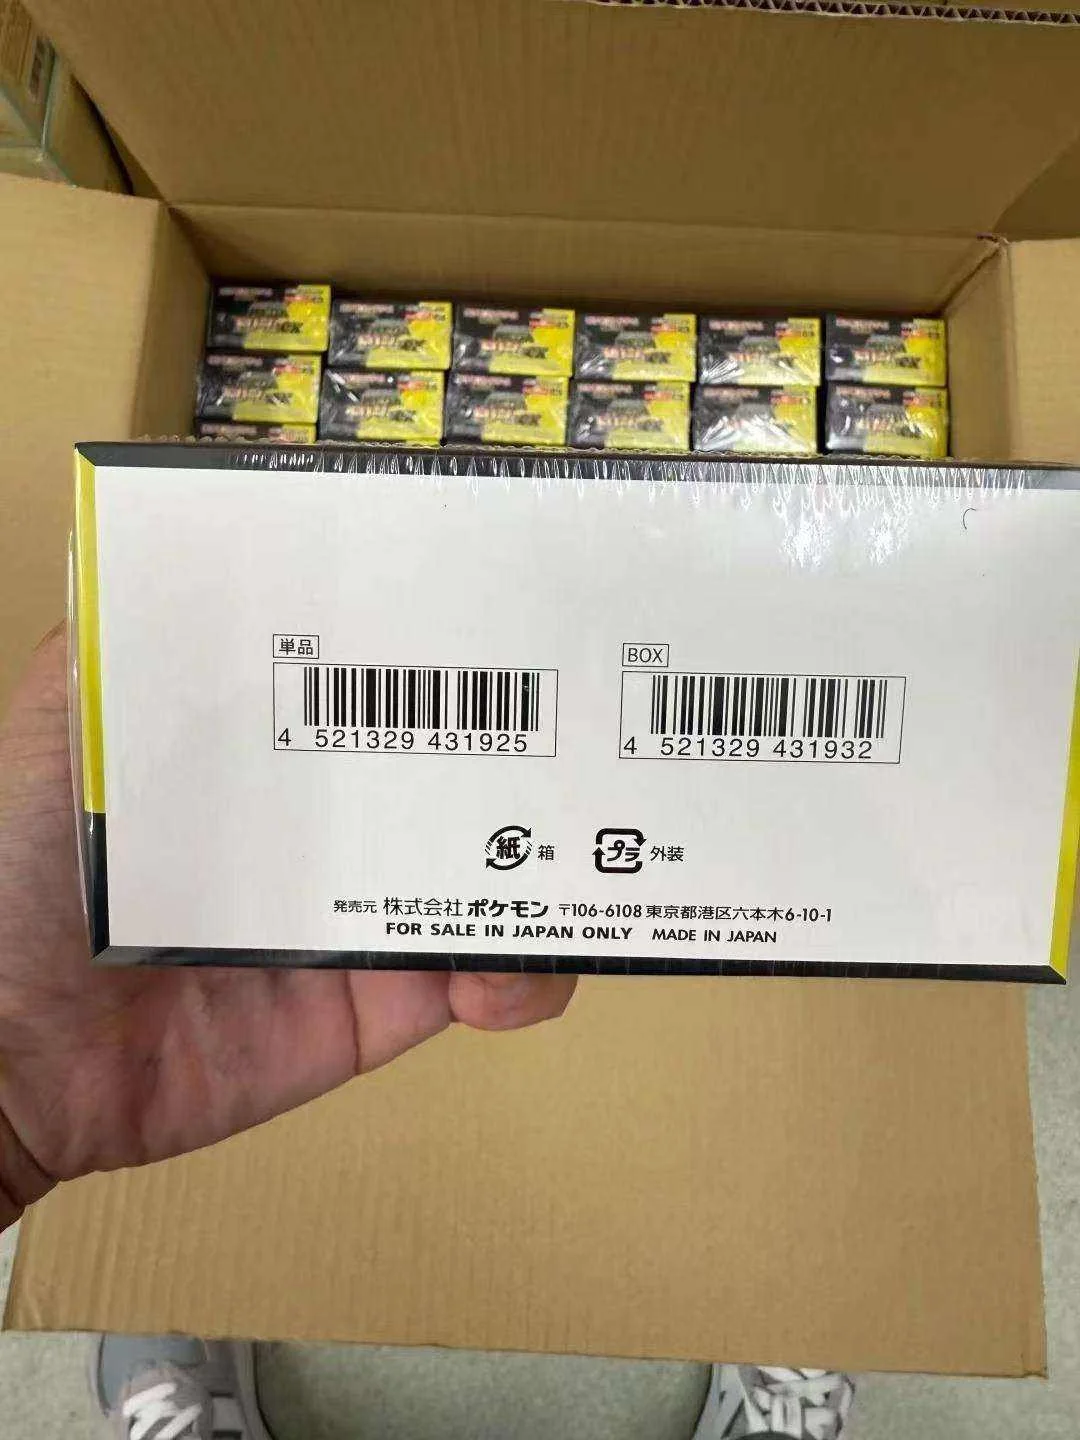 単品
BOX
4 521329 431925
4 521329 431932
紙 箱
プラ 外装
発売元 株式会社 ポケモン 〒106-6108 東京都港区六本木6-10-1
FOR SALE IN JAPAN ONLY MADE IN JAPAN